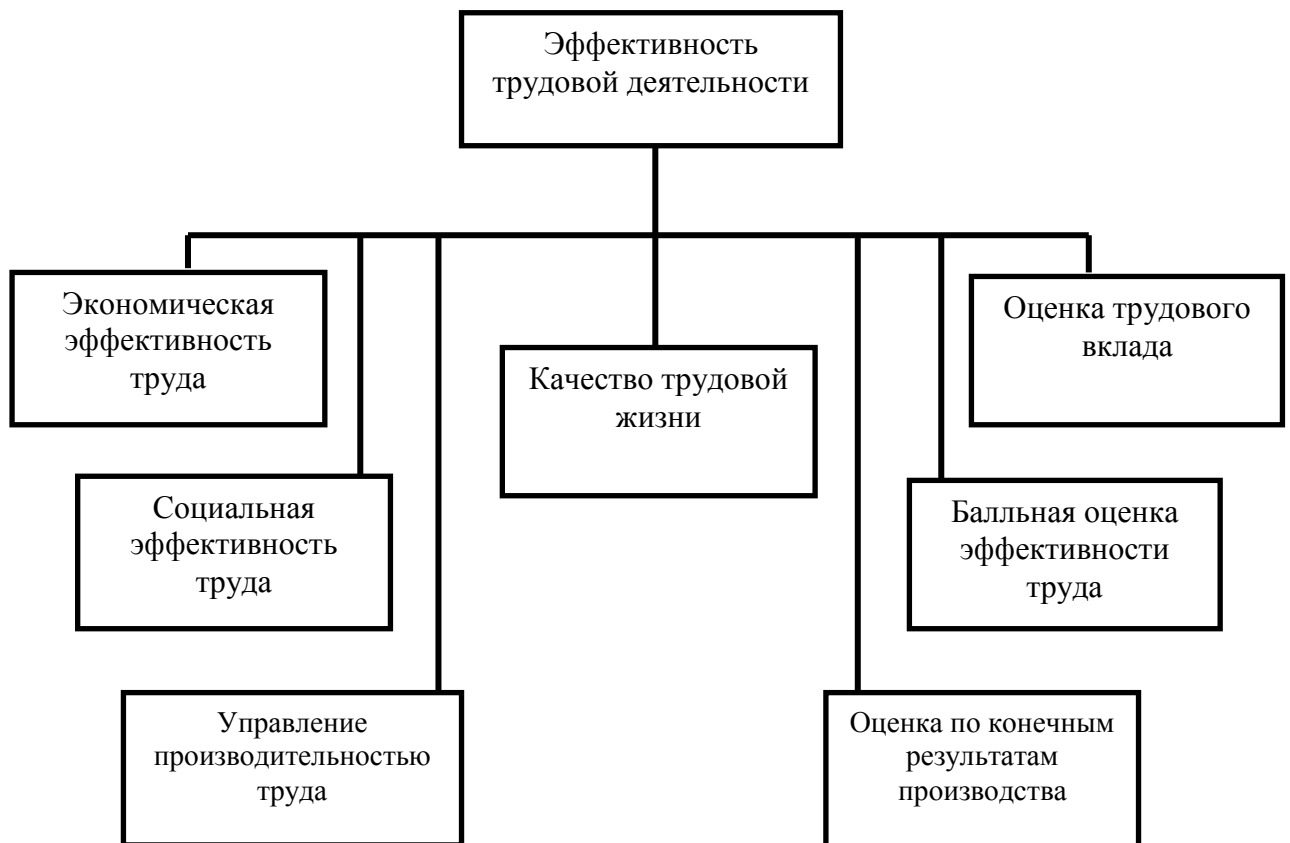 Эффективность
трудовой деятельности
Экономическая
эффективность
труда
Качество трудовой
жизни
Оценка трудового
вклада
Социальная
эффективность
труда
Балльная оценка
эффективности
труда
Управление
производительностью
труда
Оценка по конечным
результатам
производства